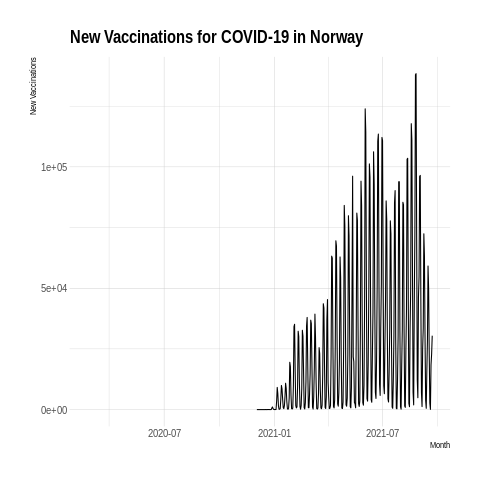 New Vaccinations for COVID-19 in Norway
New Vaccinations
1e+05
5e+04
0e+00
2020-07
2021-01
2021-07
Month